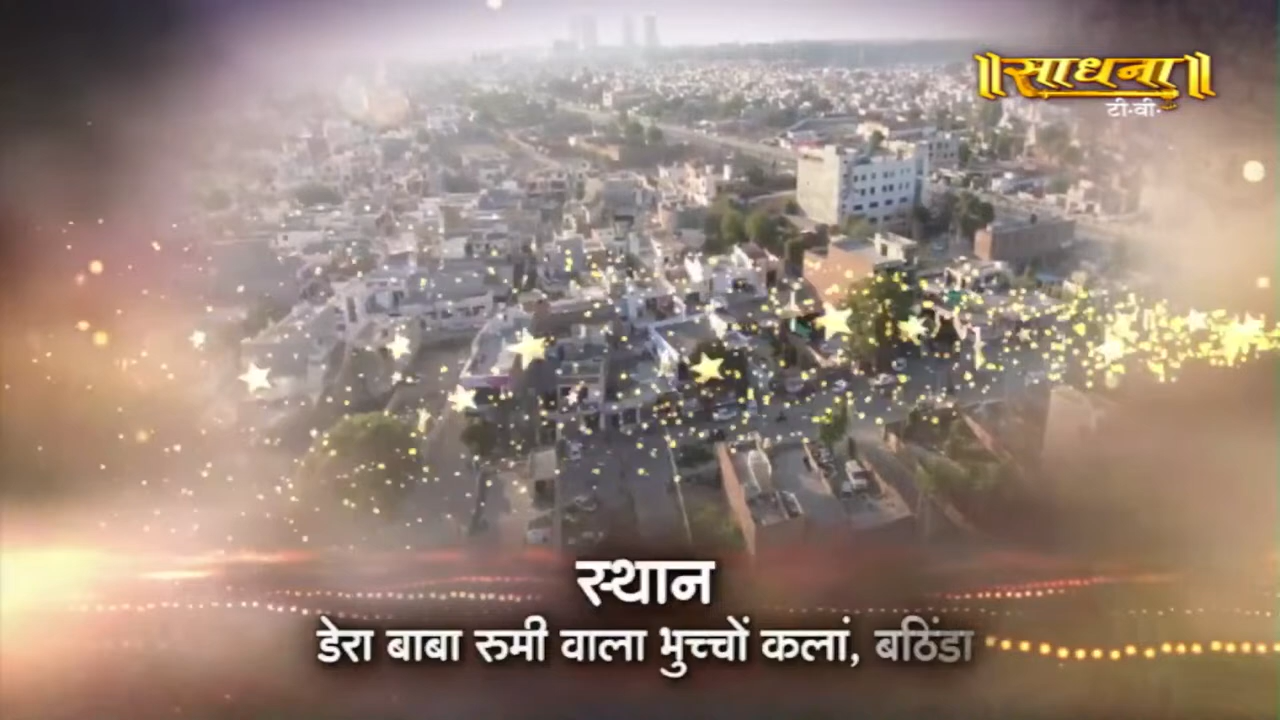 ॥साधना॥
टी.वी.
स्थान
डेरा बाबा रुमी वाला भुच्चों कलां, बठिंडा